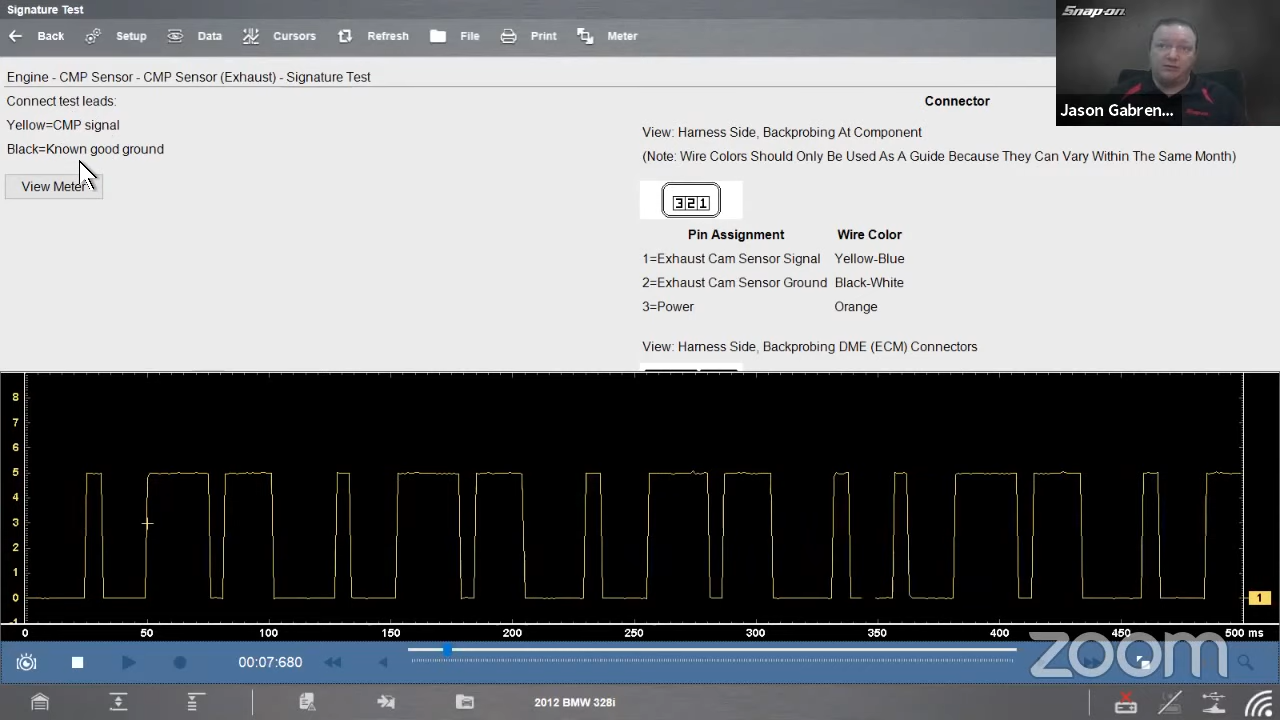 Signature Test
Back Setup Data Cursors Refresh File Print Meter
Snap-on
Jason Gabren...
Engine - CMP Sensor - CMP Sensor (Exhaust) - Signature Test
Connect test leads:
Yellow=CMP signal
Black=Known good ground
View Meter
Connector
View: Harness Side, Backprobing At Component
(Note: Wire Colors Should Only Be Used As A Guide Because They Can Vary Within The Same Month)
3 2 1
Pin Assignment Wire Color
1=Exhaust Cam Sensor Signal Yellow-Blue
2=Exhaust Cam Sensor Ground Black-White
3=Power Orange
View: Harness Side, Backprobing DME (ECM) Connectors
8
7
6
5
4
3
2
1
0
-1
1
0 50 100 150 200 250 300 350 400 450 500 ms
00:07:680
zoom
2012 BMW 328i